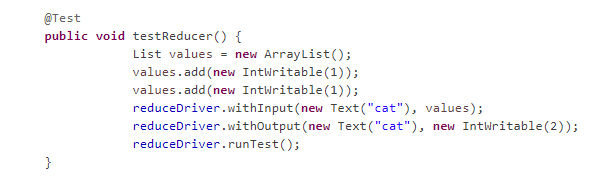 @Test
public void testReducer() {
List values = new ArrayList();
values.add(new IntWritable(1));
values.add(new IntWritable(1));
reduceDriver.withInput(new Text("cat"), values);
reduceDriver.withOutput(new Text("cat"), new IntWritable(2));
reduceDriver.runTest();
}